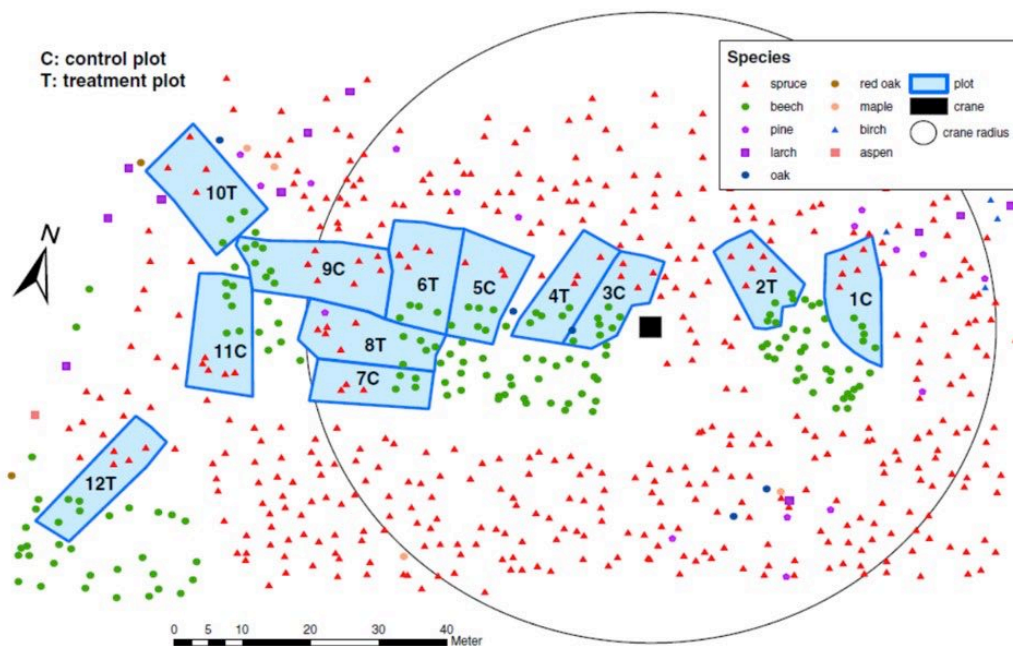 C: control plot
T: treatment plot
Species
spruce
red oak
plot
beech
maple
crane
pine
birch
crane radius
larch
aspen
oak
N
10T
9C
6T
5C
4T
3C
2T
1C
11C
8T
7C
12T
0 5 10 20 30 40
Meter